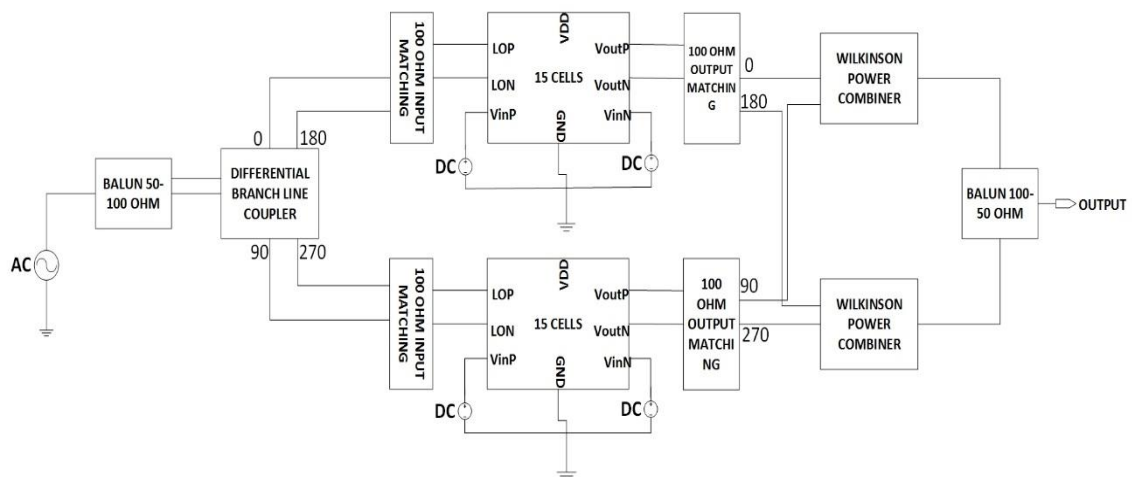 100 OHM INPUT
MATCHING
VDD
LOP
LON
VinP
15 CELLS
VoutP
VoutN
VinN
GND
DC
DC
100 OHM
OUTPUT
MATCHIN
G
0
180
WILKINSON
POWER
COMBINER
0
180
BALUN 50-
100 OHM
DIFFERENTIAL
BRANCH LINE
COUPLER
90
270
AC
BALUN 100-
50 OHM
OUTPUT
100 OHM INPUT
MATCHING
VDD
LOP
LON
VinP
15 CELLS
VoutP
VoutN
VinN
GND
DC
DC
100
OHM
OUTPUT
MATCHI
NG
90
270
WILKINSON
POWER
COMBINER